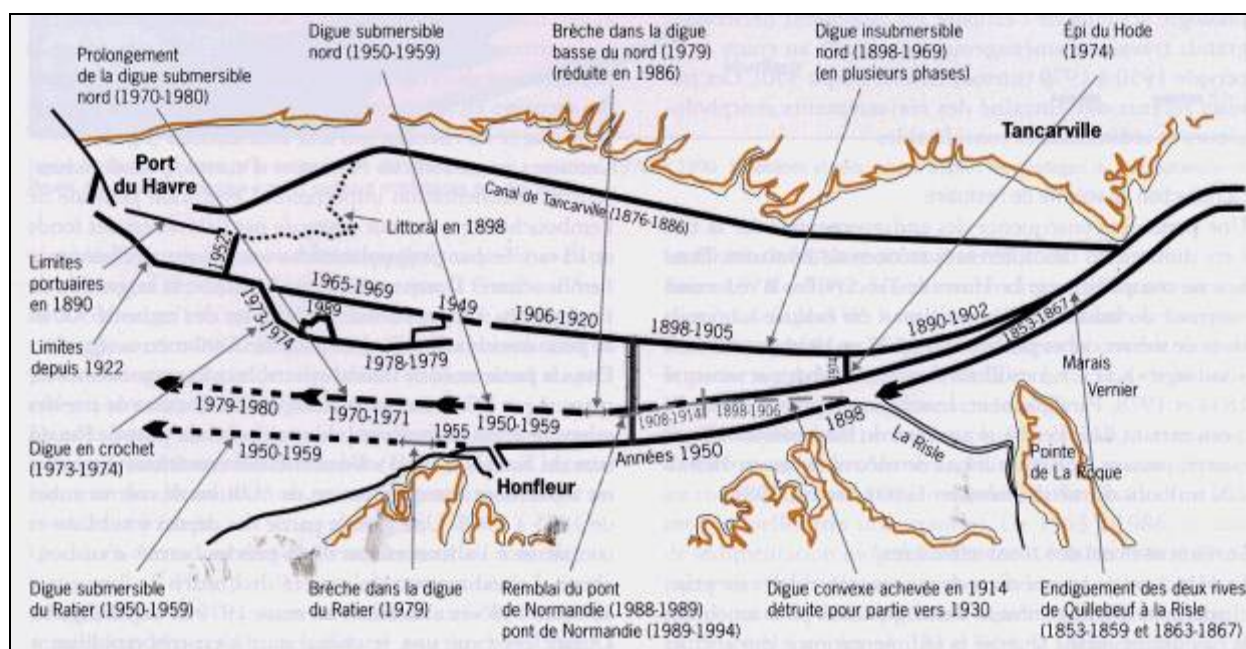 Prolongement
de la digue submersible
nord (1970-1980)
Digue submersible
nord (1950-1959)
Brèche dans la digue
basse du nord (1979)
(réduite en 1986)
Digue insubmersible
nord (1898-1969)
(en plusieurs phases)
Épi du Hode
(1974)
Port
du Havre
Tancarville
Canal de Tancarville (1876-1886)
Littoral en 1898
Limites
portuaires
en 1890
1957
1965-1969
1989
1949
1906-1920
1898-1905
1890-1902
1853-1867
1973-1974
1978-1979
Limites
depuis 1922
Marais
Vernier
1979-1980
1970-1971
1950-1959
1908-1914
1898-1906
1898
1950-1959
1955
Années 1950
La Risle
Digue en crochet
(1973-1974)
Honfleur
Pointe
de La Roque
Digue submersible
du Ratier (1950-1959)
Brèche dans la digue
du Ratier (1979)
Remblai du pont
de Normandie (1988-1989)
pont de Normandie (1989-1994)
Digue convexe achevée en 1914
détruite pour partie vers 1930
Endiguement des deux rives
de Quillebeuf à la Risle
(1853-1859 et 1863-1867)